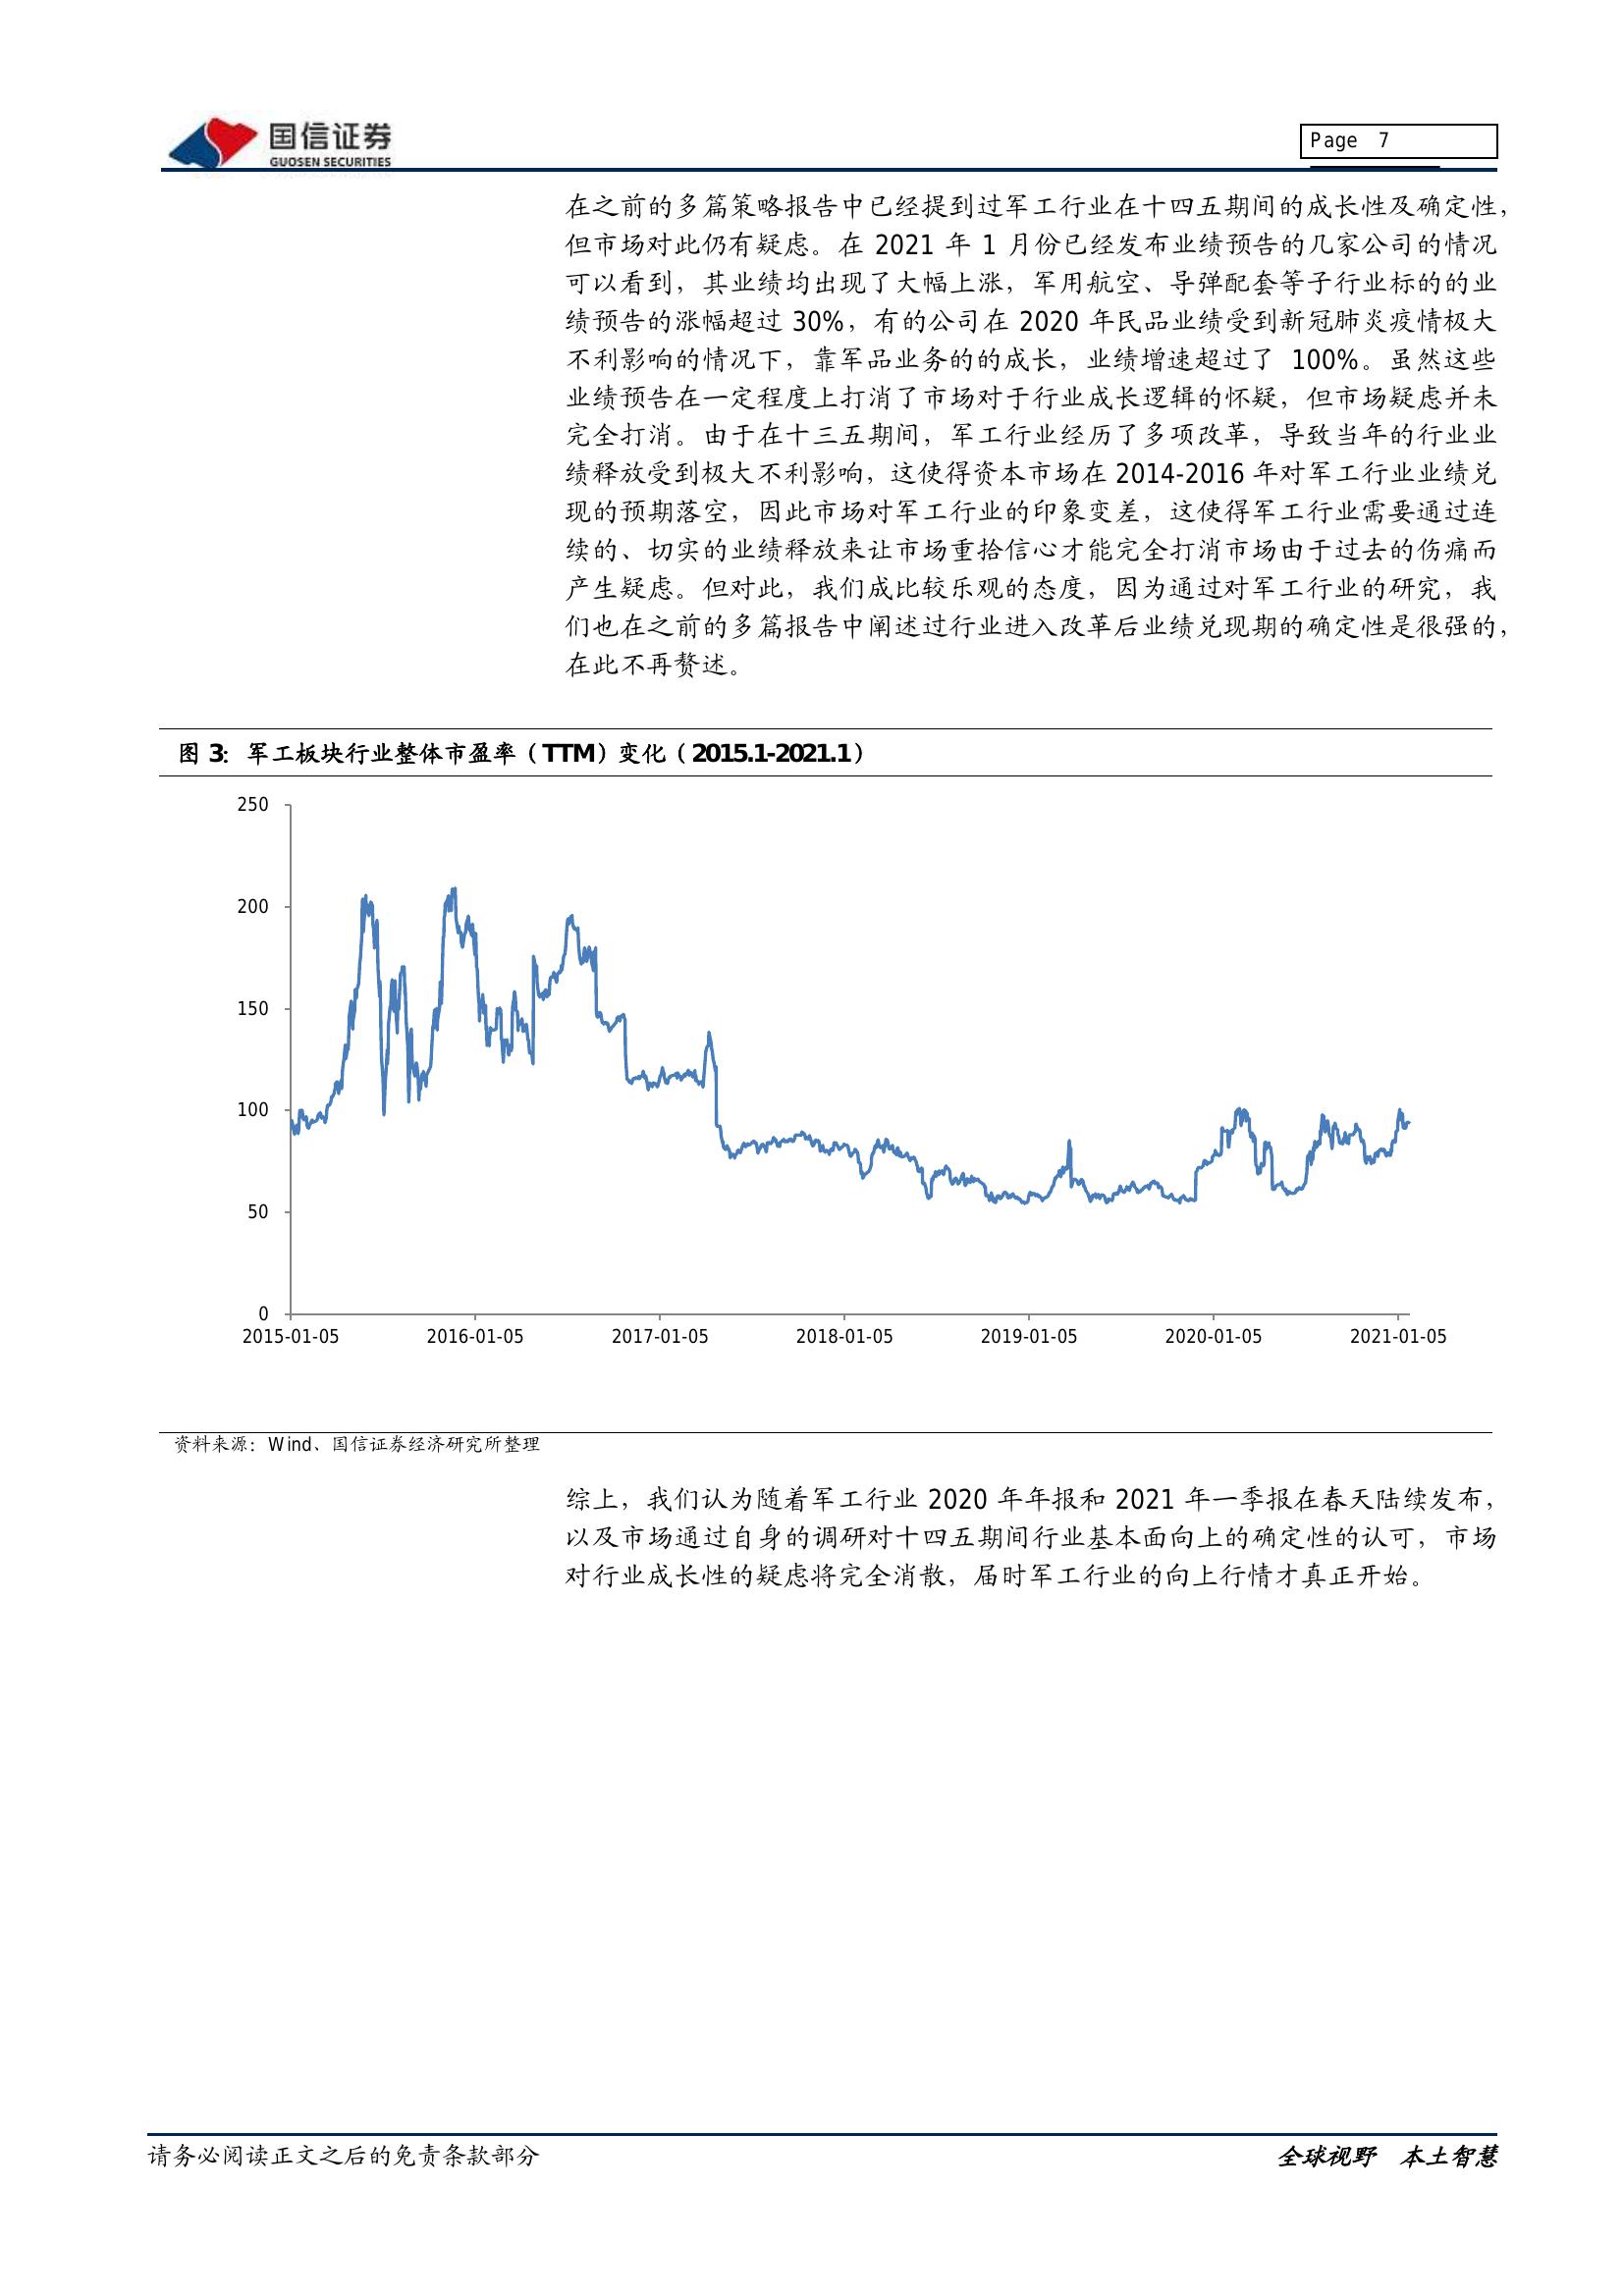 国信证券
GUOSEN SECURITIES
Page 7
在之前的多篇策略报告中已经提到过军工行业在十四五期间的成长性及确定性，
但市场对此仍有疑虑。在 2021 年 1 月份已经发布业绩预告的几家公司的情况
可以看到，其业绩均出现了大幅上涨，军用航空、导弹配套等子行业标的的业
绩预告的涨幅超过 30%，有的公司在 2020 年民品业绩受到新冠肺炎疫情极大
不利影响的情况下，靠军品业务的的成长，业绩增速超过了 100%。虽然这些
业绩预告在一定程度上打消了市场对于行业成长逻辑的怀疑，但市场疑虑并未
完全打消。由于在十三五期间，军工行业经历了多项改革，导致当年的行业业
绩释放受到极大不利影响，这使得资本市场在 2014-2016 年对军工行业业绩兑
现的预期落空，因此市场对军工行业的印象变差，这使得军工行业需要通过连
续的、切实的业绩释放来让市场重拾信心才能完全打消市场由于过去的伤痛而
产生疑虑。但对此，我们成比较乐观的态度，因为通过对军工行业的研究，我
们也在之前的多篇报告中阐述过行业进入改革后业绩兑现期的确定性是很强的，
在此不再赘述。
图 3：军工板块行业整体市盈率（TTM）变化（2015.1-2021.1）
250
200
150
100
50
0
2015-01-05 2016-01-05 2017-01-05 2018-01-05 2019-01-05 2020-01-05 2021-01-05
资料来源：Wind、国信证券经济研究所整理
综上，我们认为随着军工行业 2020 年年报和 2021 年一季报在春天陆续发布，
以及市场通过自身的调研对十四五期间行业基本面向上的确定性的认可，市场
对行业成长性的疑虑将完全消散，届时军工行业的向上行情才真正开始。
请务必阅读正文之后的免责条款部分
全球视野 本土智慧